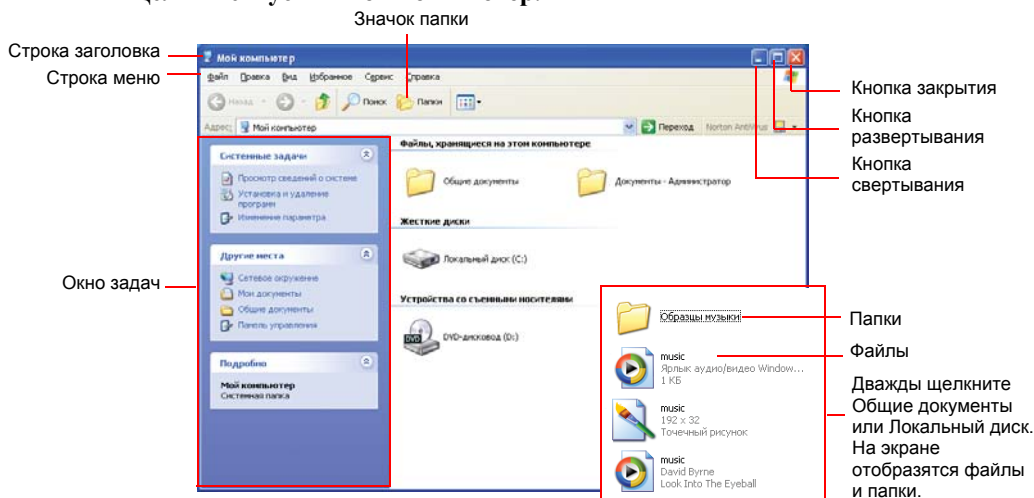 Значок папки
Строка заголовка
Мой компьютер
Строка меню
Файл Правка Вид Избранное Сервис Справка
Назад
Поиск
Папки
Адрес:
Мой компьютер
Переход
Norton AntiVirus
Кнопка закрытия
Кнопка
развертывания
Кнопка
свертывания
Окно задач
Системные задачи
Просмотр сведений о системе
Установка и удаление
программ
Изменение параметра
Другие места
Сетевое окружение
Мои документы
Общие документы
Панель управления
Подробно
Мой компьютер
Системная папка
Файлы, хранящиеся на этом компьютере
Общие документы
Документы - Администратор
Жесткие диски
Локальный диск (C:)
Устройства со съемными носителями
DVD
DVD-дисковод (D:)
Образцы музыки
music
Ярлык аудио/видео Window...
1 КБ
music
192 x 32
Точечный рисунок
music
David Byrne
Look Into The Eyeball
Папки
Файлы
Дважды щелкните
Общие документы
или Локальный диск.
На экране
отобразятся файлы
и папки.